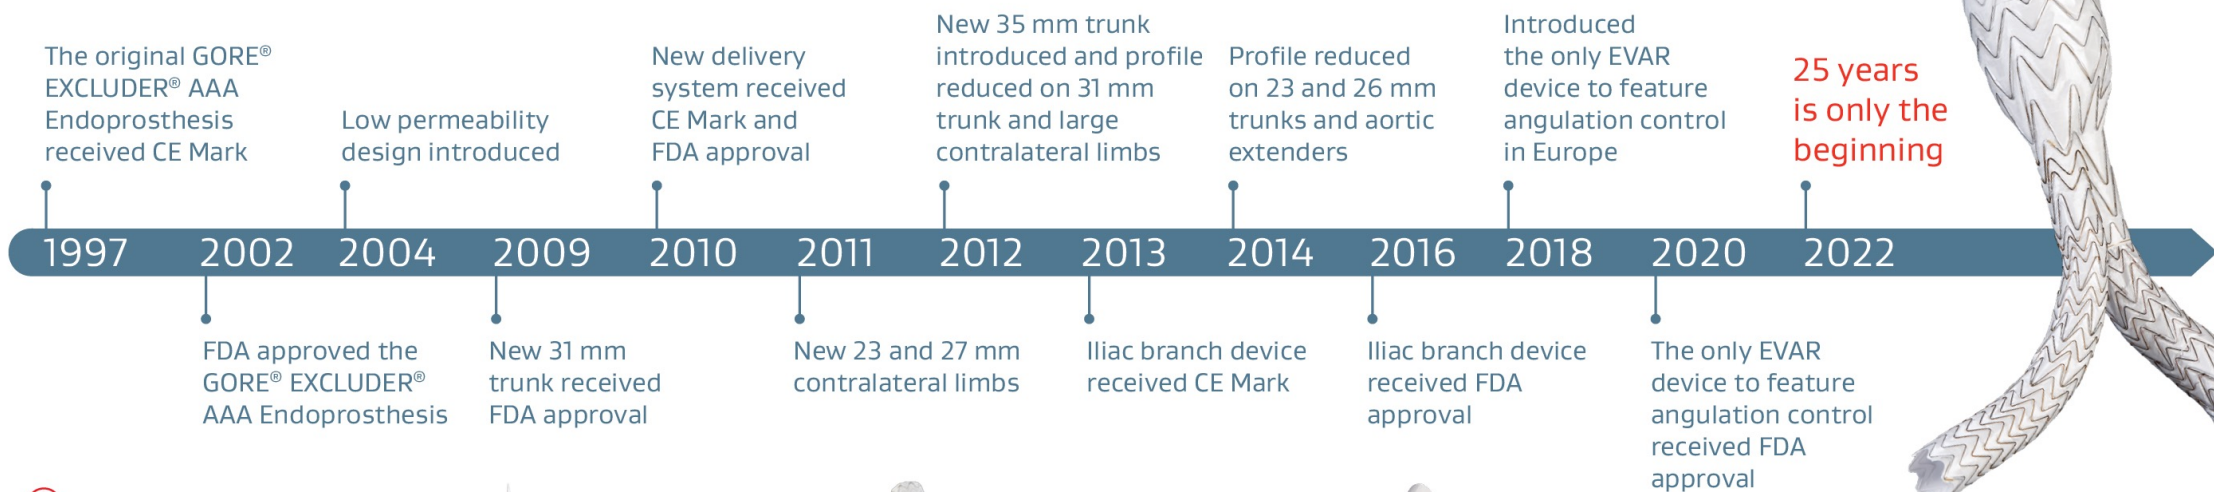 The original GORE®
EXCLUDER® AAA
Endoprosthesis
received CE Mark
Low permeability
design introduced
New delivery
system received
CE Mark and
FDA approval
New 35 mm trunk
introduced and profile
reduced on 31 mm
trunk and large
contralateral limbs
Profile reduced
on 23 and 26 mm
trunks and aortic
extenders
Introduced
the only EVAR
device to feature
angulation control
in Europe
25 years
is only the
beginning
1997 2002 2004 2009 2010 2011 2012 2013 2014 2016 2018 2020 2022
FDA approved the
GORE® EXCLUDER®
AAA Endoprosthesis
New 31 mm
trunk received
FDA approval
New 23 and 27 mm
contralateral limbs
Iliac branch device
received CE Mark
Iliac branch device
received FDA
approval
The only EVAR
device to feature
angulation control
received FDA
approval